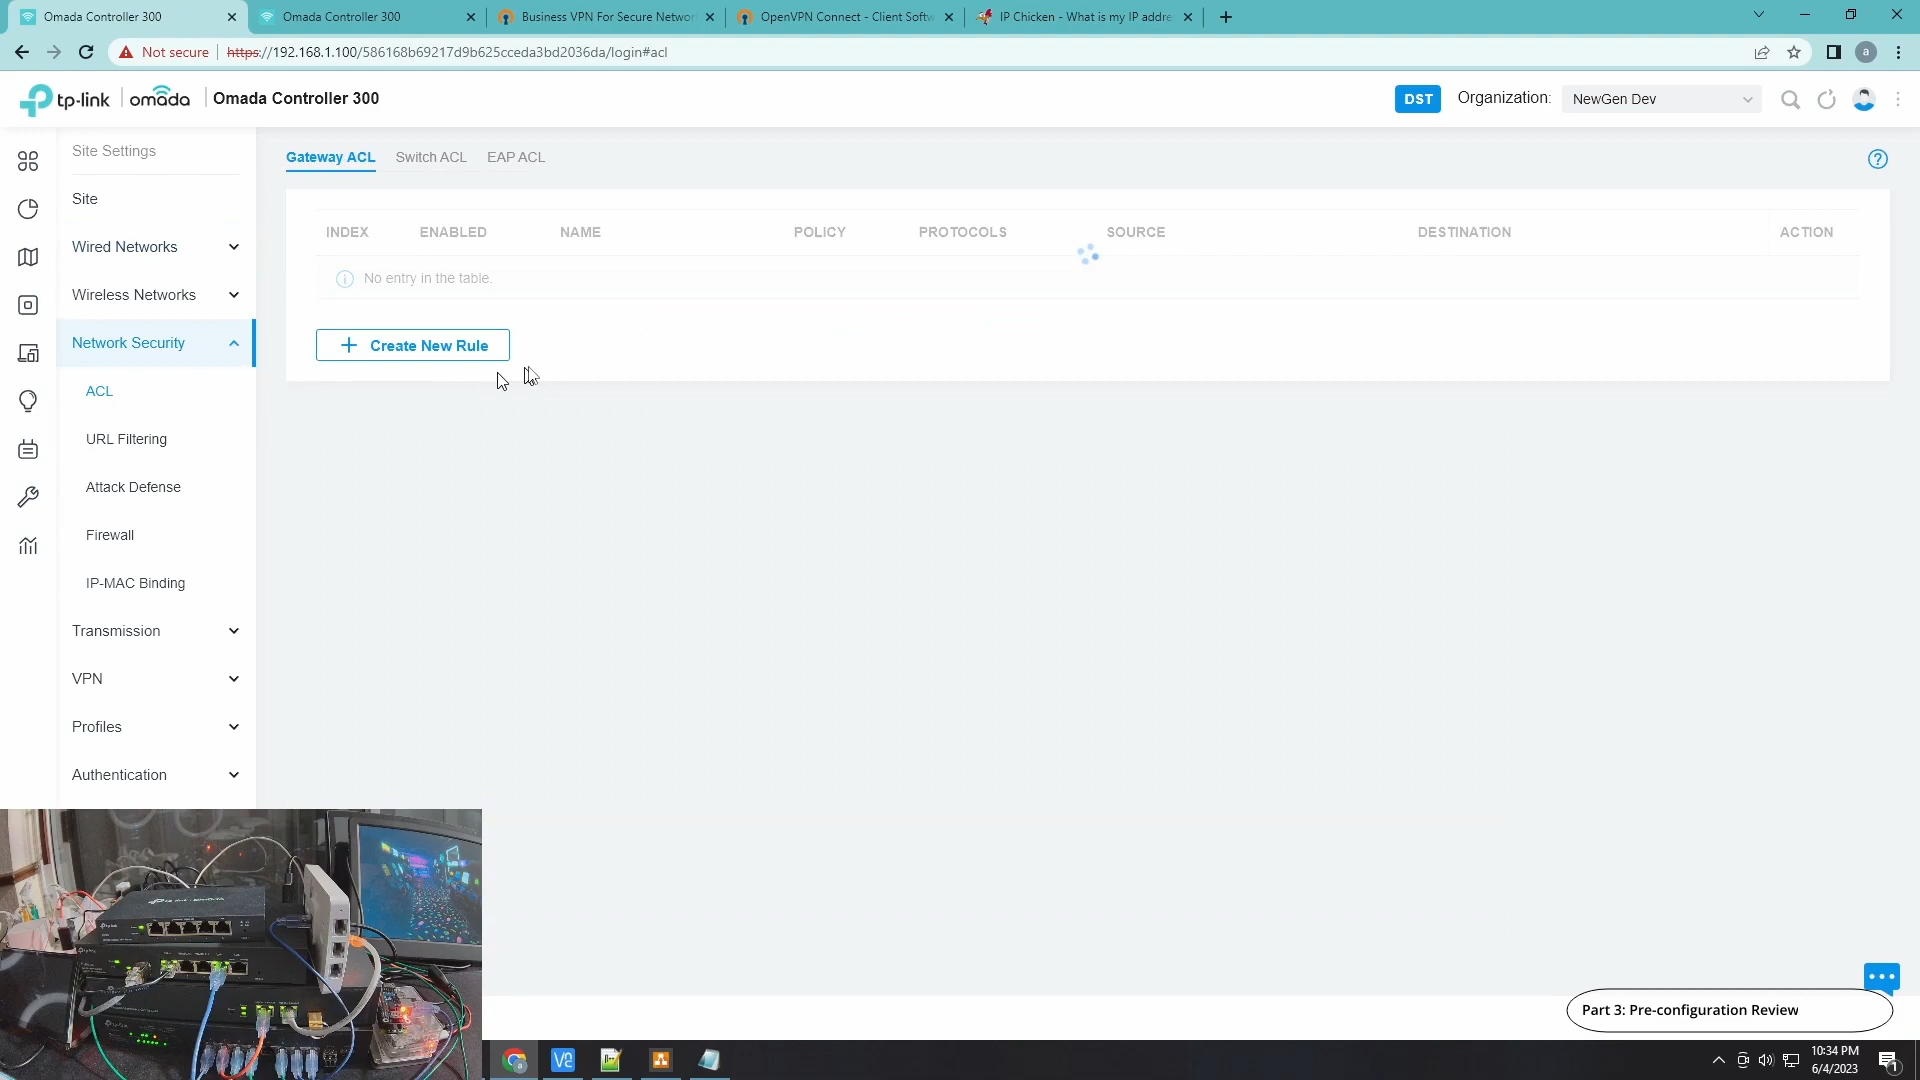 Omada Controller 300
Omada Controller 300
Business VPN For Secure Networ
OpenVPN Connect - Client Softw
IP Chicken - What is my IP addre
Not secure
https://192.168.1.100/586168b69217d9b625cceda3bd2036da/login#acl
a
tp-link
omada
Omada Controller 300
DST
Organization:
NewGen Dev
Site Settings
Site
Wired Networks
Wireless Networks
Network Security
ACL
URL Filtering
Attack Defense
Firewall
IP-MAC Binding
Transmission
VPN
Profiles
Authentication
Gateway ACL
Switch ACL
EAP ACL
INDEX
ENABLED
NAME
POLICY
PROTOCOLS
SOURCE
DESTINATION
ACTION
No entry in the table.
Create New Rule
Part 3: Pre-configuration Review
10:34 PM
6/4/2023
1